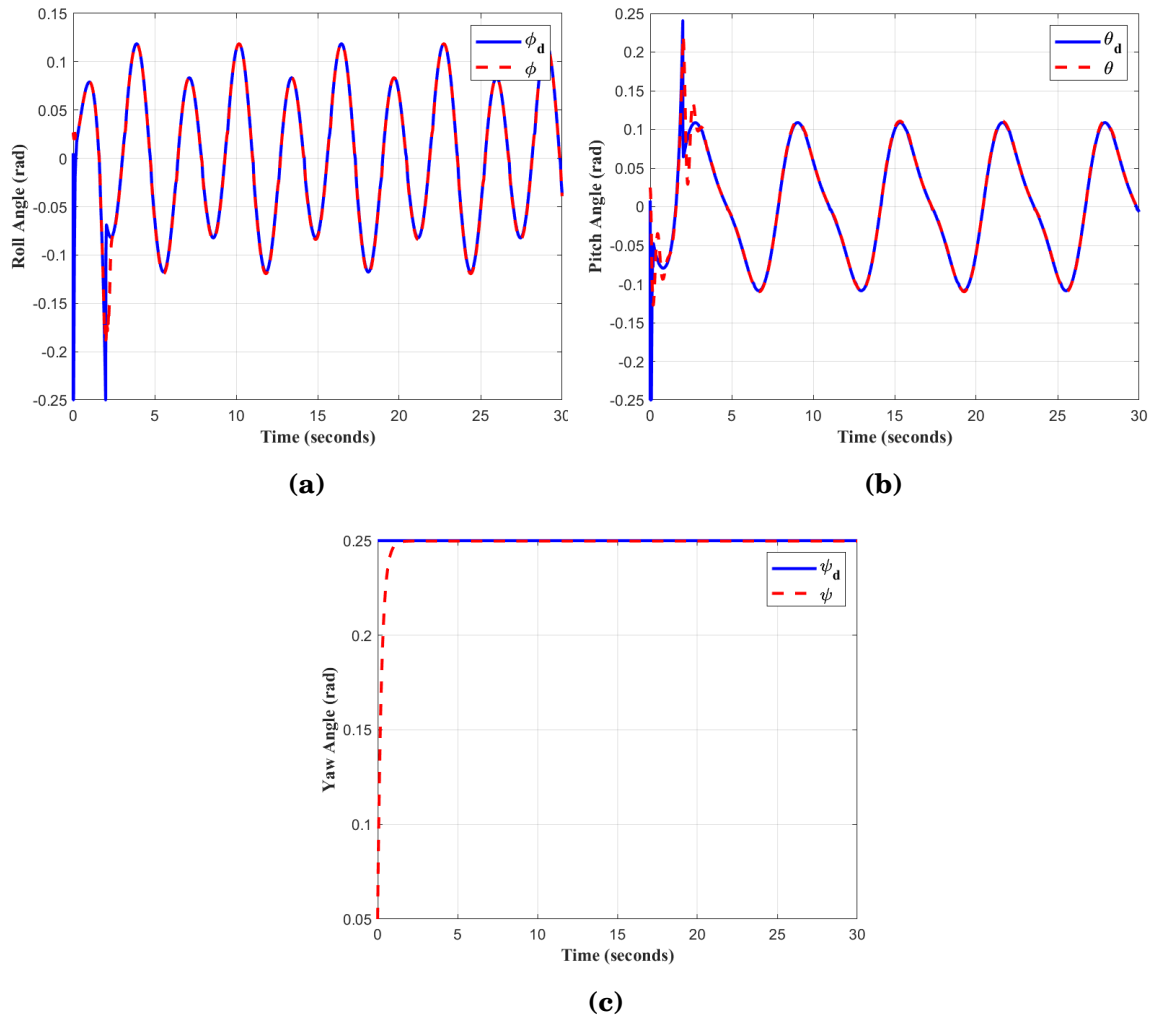 0.15
0.1
0.05
0
-0.05
-0.1
-0.15
-0.2
-0.25
Roll Angle (rad)
0 5 10 15 20 25 30
Time (seconds)
ϕd
ϕ
(a)
0.25
0.2
0.15
0.1
0.05
0
-0.05
-0.1
-0.15
-0.2
-0.25
Pitch Angle (rad)
0 5 10 15 20 25 30
Time (seconds)
θd
θ
(b)
0.25
0.2
0.15
0.1
0.05
Yaw Angle (rad)
0 5 10 15 20 25 30
Time (seconds)
ψd
ψ
(c)